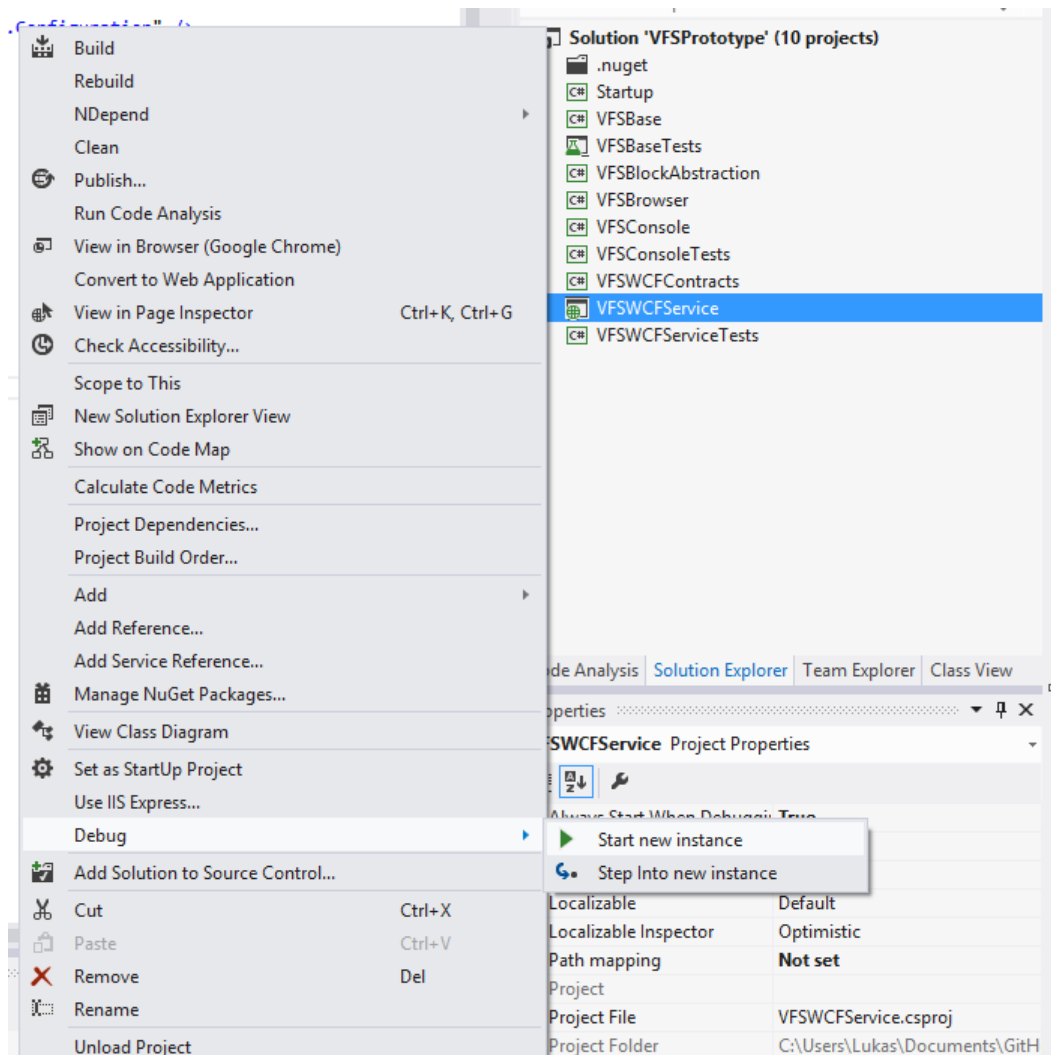 Build
Rebuild
NDepend
Clean
Publish...
Run Code Analysis
View in Browser (Google Chrome)
Convert to Web Application
View in Page Inspector Ctrl+K, Ctrl+G
Check Accessibility...
Scope to This
New Solution Explorer View
Show on Code Map
Calculate Code Metrics
Project Dependencies...
Project Build Order...
Add
Add Reference...
Add Service Reference...
Manage NuGet Packages...
View Class Diagram
Set as StartUp Project
Use IIS Express...
Debug
Add Solution to Source Control...
Cut Ctrl+X
Paste Ctrl+V
Remove Del
Rename
Unload Project
Start new instance
Step Into new instance
Solution 'VFSPrototype' (10 projects)
.nuget
C# Startup
C# VFSBase
VFSBaseTests
C# VFSBlockAbstraction
C# VFSBrowser
C# VFSConsole
C# VFSConsoleTests
C# VFSWCFContracts
VFSWCFService
C# VFSWCFServiceTests
ode Analysis Solution Explorer Team Explorer Class View
operties
FSWCFService Project Properties
Always Start When Debuggi True
Localizable Default
Localizable Inspector Optimistic
Path mapping Not set
Project
Project File VFSWCFService.csproj
Project Folder C:\Users\Lukas\Documents\GitH